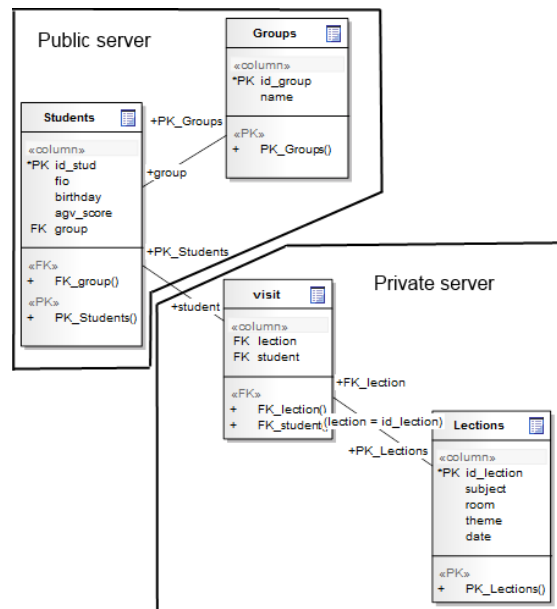 Public server
Groups
«column»
*PK id_group
name
«PK»
+ PK_Groups()
Students
«column»
*PK id_stud
fio
birthday
agv_score
FK group
«FK»
+ FK_group()
«PK»
+ PK_Students()
+PK_Groups
+group
+PK_Students
+student
Private server
visit
«column»
FK lection
FK student
«FK»
+ FK_lection()
+ FK_student()
+FK_lection
(lection = id_lection)
+PK_Lections
Lections
«column»
*PK id_lection
subject
room
theme
date
«PK»
+ PK_Lections()